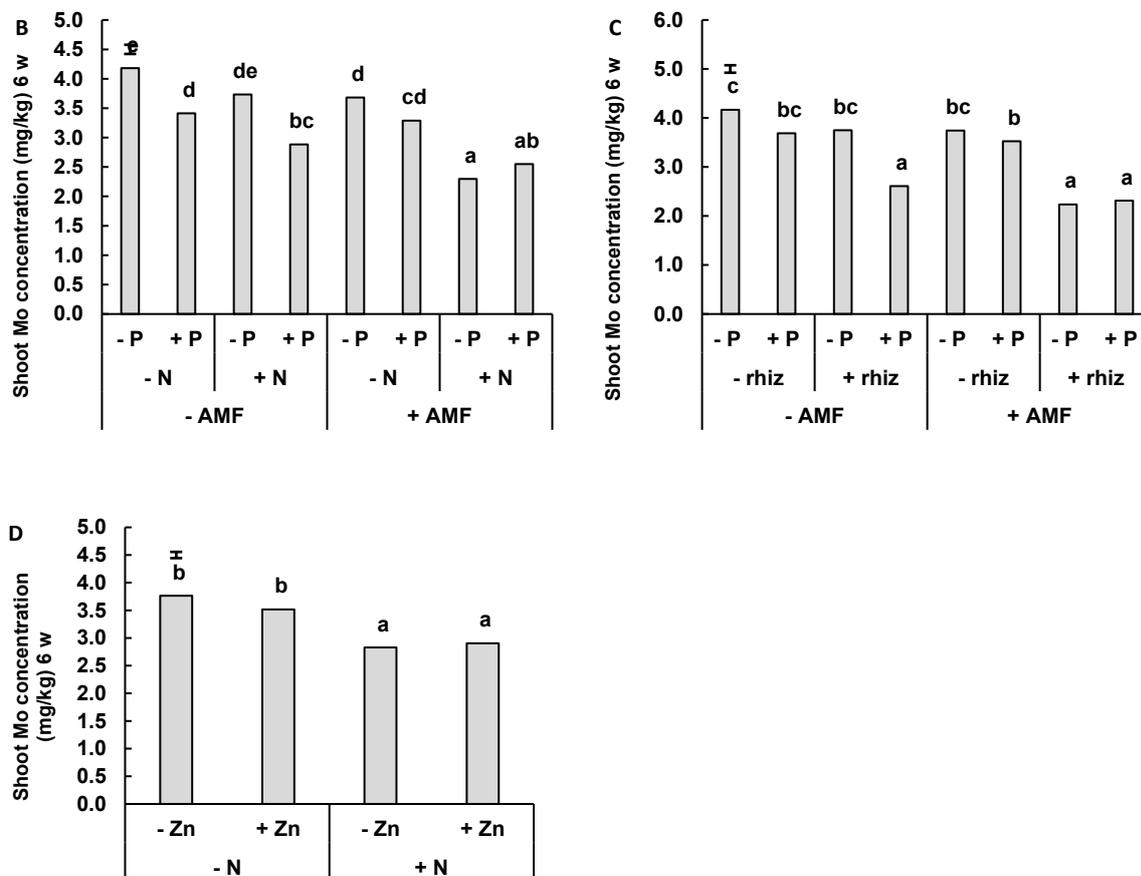 B
Shoot Mo concentration (mg/kg) 6 w
5.0
4.5
4.0
3.5
3.0
2.5
2.0
1.5
1.0
0.5
0.0
e d de bc d cd a ab
- P + P - P + P - P + P - P + P
- N + N - N + N
- AMF + AMF
C
Shoot Mo concentration (mg/kg) 6 w
6.0
5.0
4.0
3.0
2.0
1.0
0.0
c bc bc a bc b a a
- P + P - P + P - P + P - P + P
- rhiz + rhiz - rhiz + rhiz
- AMF + AMF
D
Shoot Mo concentration
(mg/kg) 6 w
5.0
4.5
4.0
3.5
3.0
2.5
2.0
1.5
1.0
0.5
0.0
b b a a
- Zn + Zn - Zn + Zn
- N + N